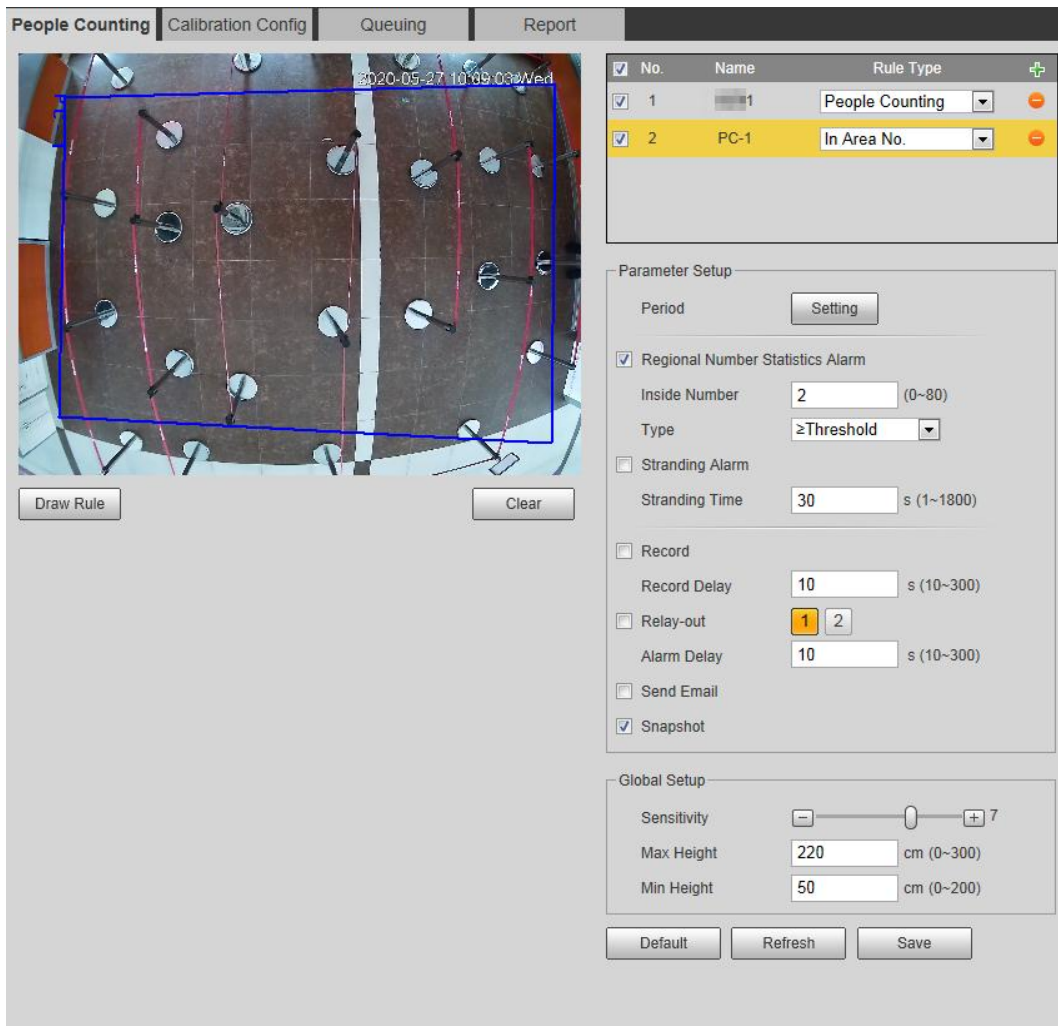 People Counting Calibration Config Queuing Report
2020-05-27 10:09:03 Wed
No. Name Rule Type
1 1 People Counting
2 PC-1 In Area No.
Draw Rule Clear
Parameter Setup
Period Setting
Regional Number Statistics Alarm
Inside Number 2 (0~80)
Type ≥Threshold
Stranding Alarm
Stranding Time 30 s (1~1800)
Record
Record Delay 10 s (10~300)
Relay-out 1 2
Alarm Delay 10 s (10~300)
Send Email
Snapshot
Global Setup
Sensitivity 7
Max Height 220 cm (0~300)
Min Height 50 cm (0~200)
Default Refresh Save